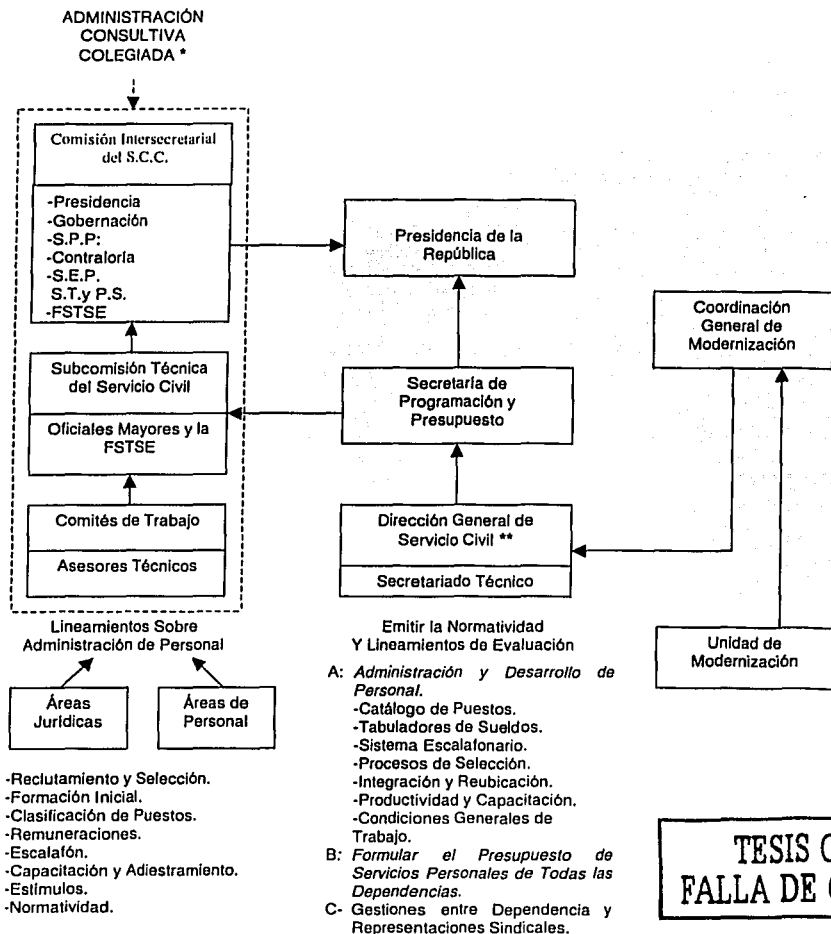 ADMINISTRACIÓN
CONSULTIVA
COLEGIADA *
Comisión Intersecretarial
del S.C.C.
-Presidencia
-Gobernación
-S.P.P:
-Contraloría
-S.E.P.
S.T.y P.S.
-FSTSE
Subcomisión Técnica
del Servicio Civil
Oficiales Mayores y la
FSTSE
Comités de Trabajo
Asesores Técnicos
Lineamientos Sobre
Administración de Personal
Áreas
Jurídicas
Áreas de
Personal
-Reclutamiento y Selección.
-Formación Inicial.
-Clasificación de Puestos.
-Remuneraciones.
-Escalafón.
-Capacitación y Adiestramiento.
-Estímulos.
-Normatividad.
Presidencia de la
República
Secretaría de
Programación y
Presupuesto
Dirección General de
Servicio Civil **
Secretariado Técnico
Emitir la Normatividad
Y Lineamientos de Evaluación
A: Administración y Desarrollo de
Personal.
-Catálogo de Puestos.
-Tabuladores de Sueldos.
-Sistema Escalafonario.
-Procesos de Selección.
-Integración y Reubicación.
-Productividad y Capacitación.
-Condiciones Generales de
Trabajo.
B: Formular el Presupuesto de
Servicios Personales de Todas las
Dependencias.
C- Gestiones entre Dependencia y
Representaciones Sindicales.
Coordinación
General de
Modernización
Unidad de
Modernización
TESIS
FALLA DE